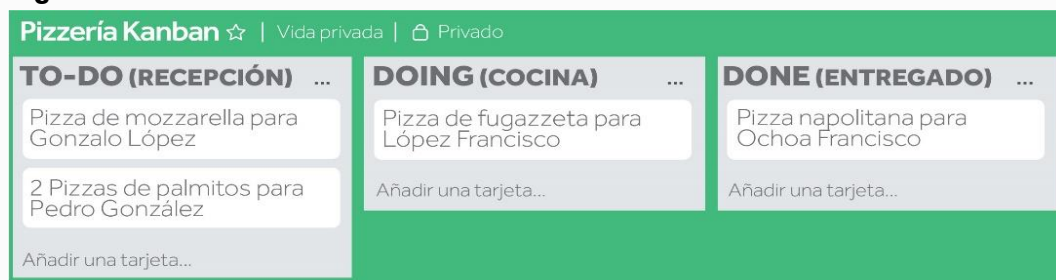 Pizzería Kanban ☆ | Vida privada | Privado
TO-DO (RECEPCIÓN) ...
Pizza de mozzarella para
Gonzalo López
2 Pizzas de palmitos para
Pedro González
Añadir una tarjeta...
DOING (COCINA) ...
Pizza de fugazzeta para
López Francisco
Añadir una tarjeta...
DONE (ENTREGADO) ...
Pizza napolitana para
Ochoa Francisco
Añadir una tarjeta...